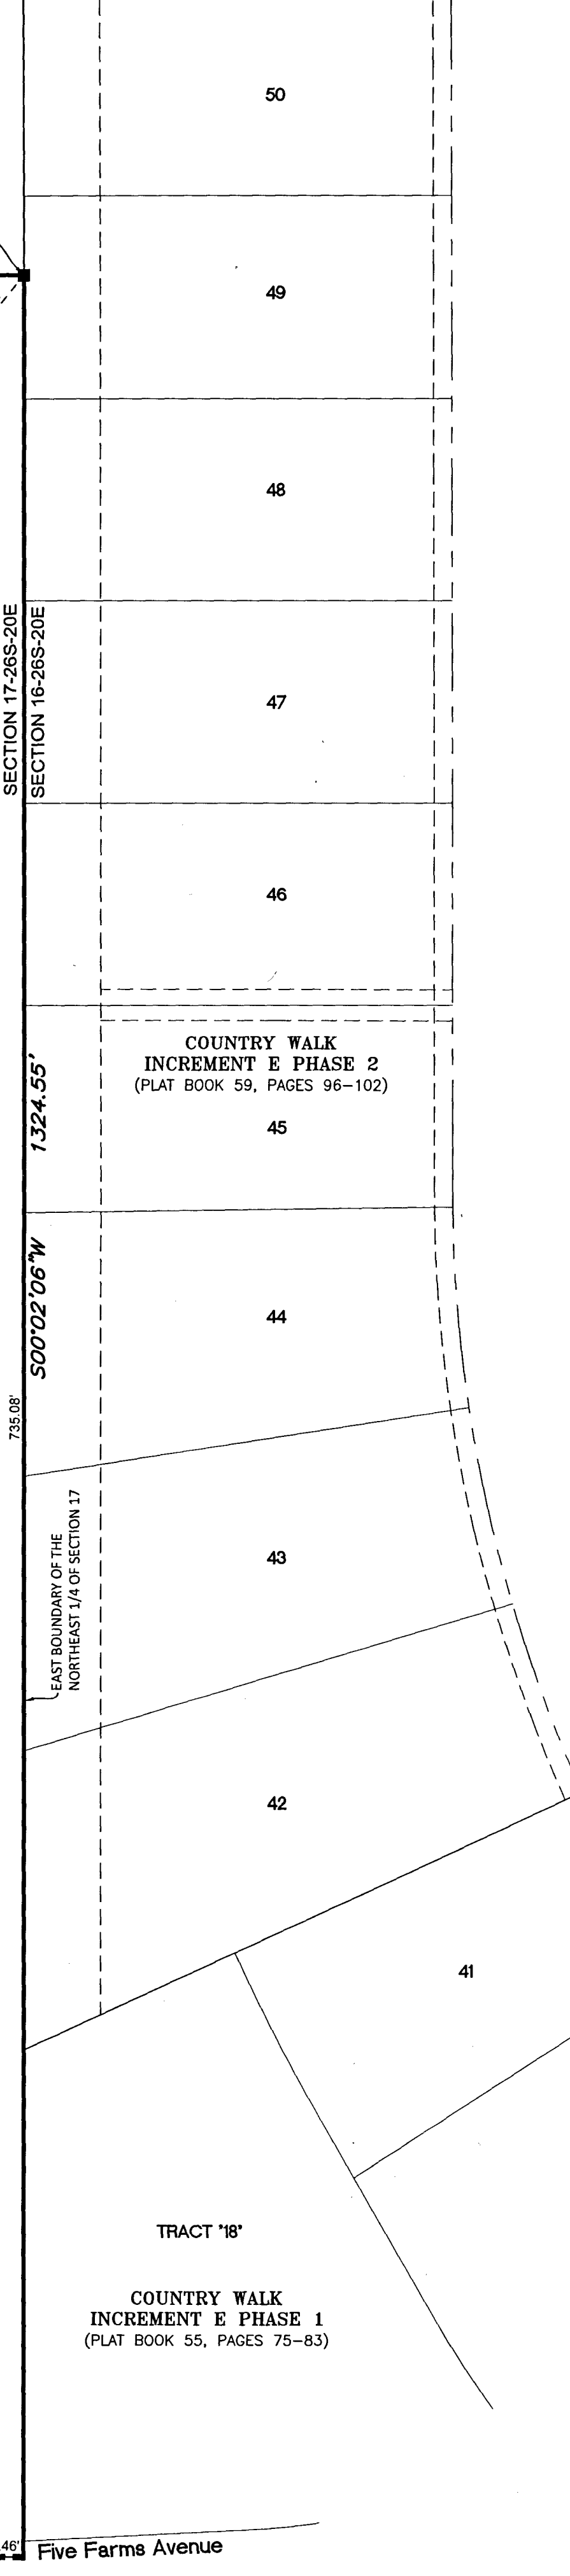 50
49
48
SECTION 17-26S-20E
SECTION 16-26S-20E
47
46
COUNTRY WALK
INCREMENT E PHASE 2
(PLAT BOOK 59, PAGES 96-102)
1324.55'
45
S00°02'06"W
44
735.08'
EAST BOUNDARY OF THE
NORTHEAST 1/4 OF SECTION 17
43
42
41
TRACT '18'
COUNTRY WALK
INCREMENT E PHASE 1
(PLAT BOOK 55, PAGES 75-83)
.46'
Five Farms Avenue